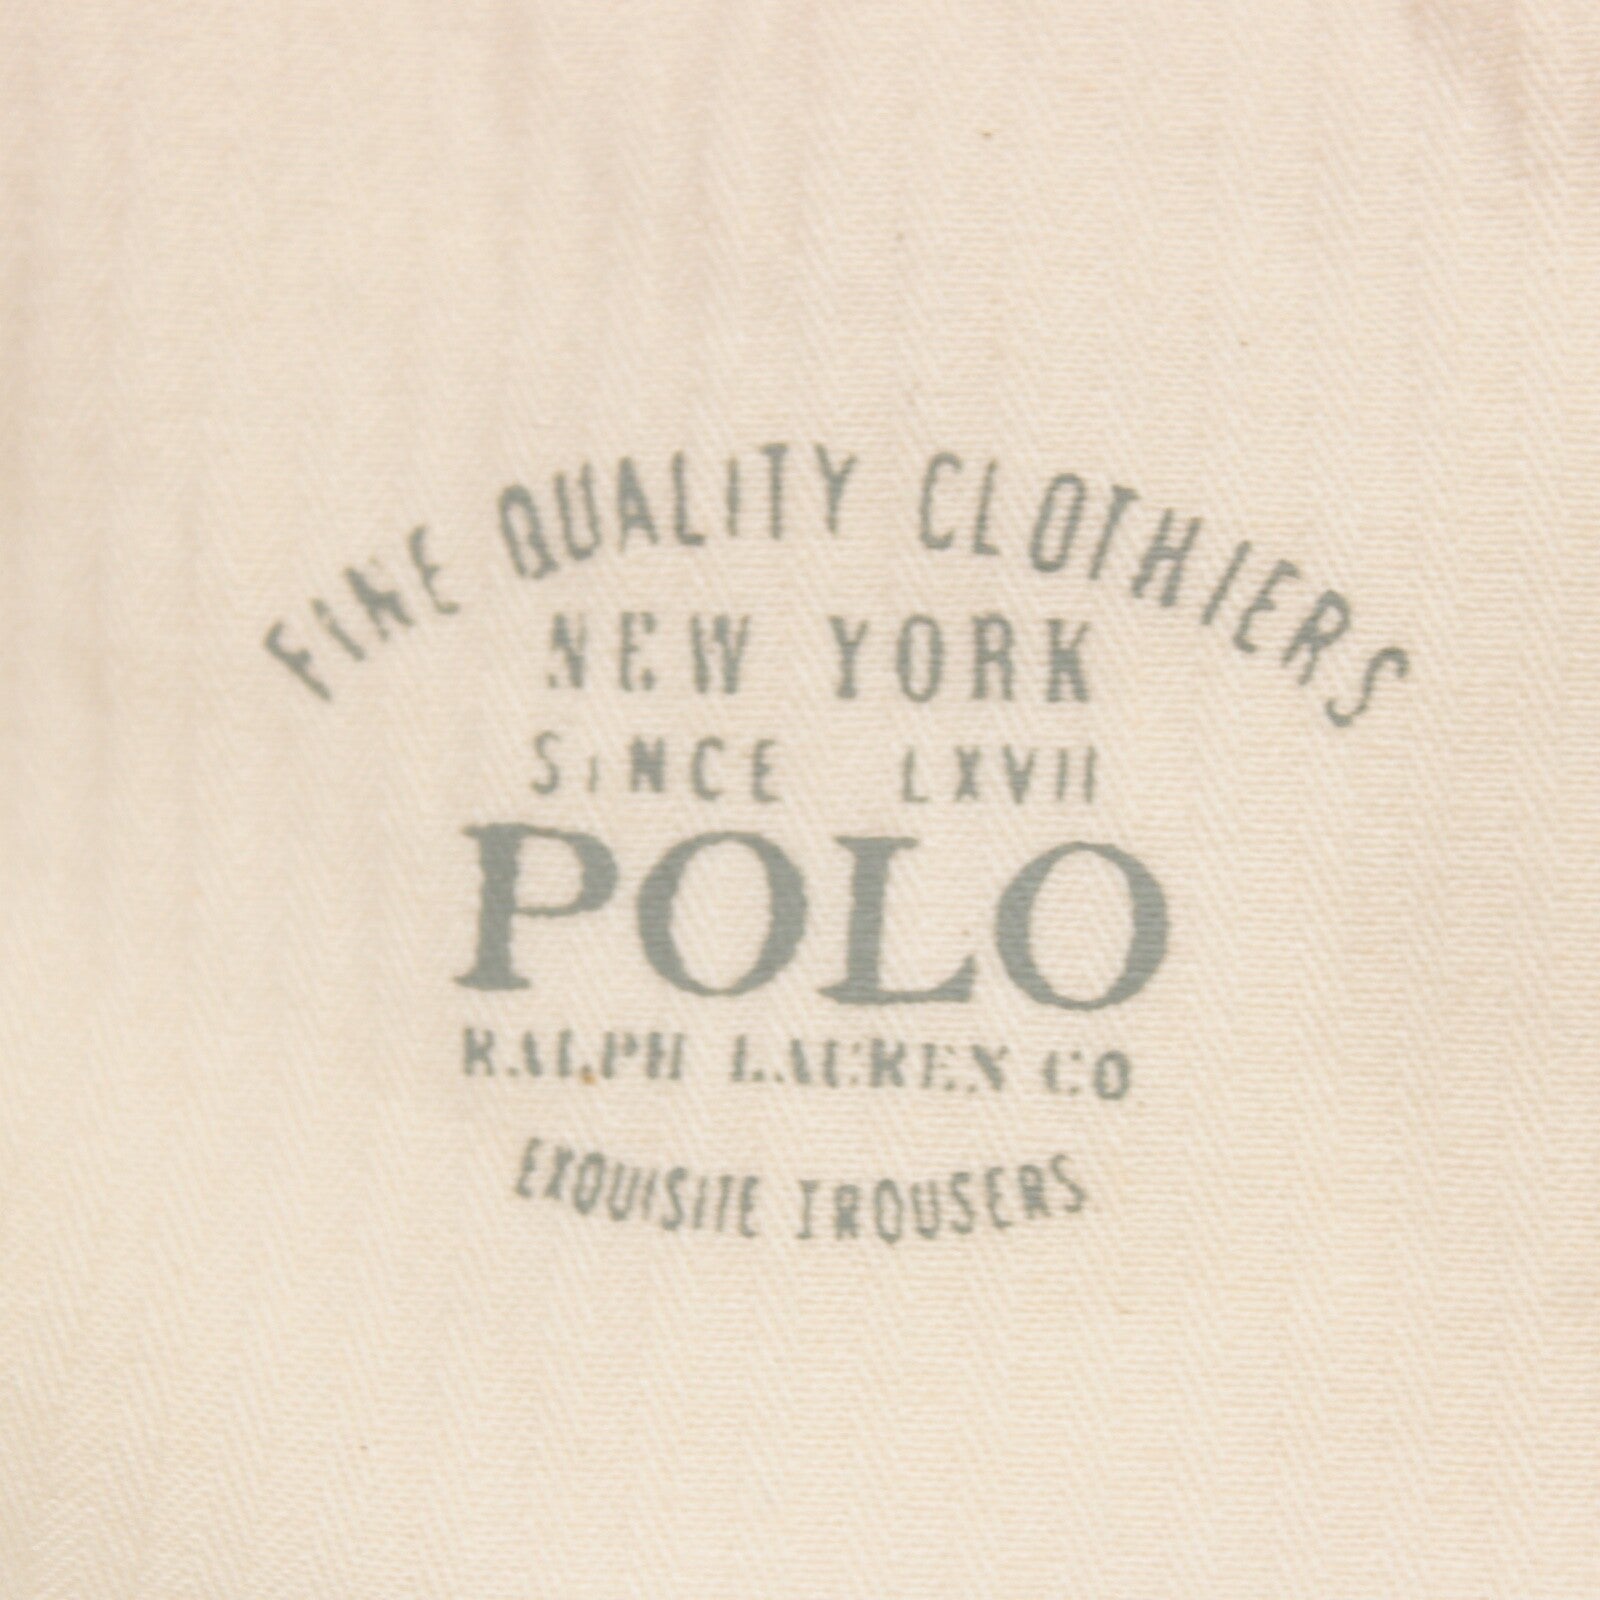 FINE QUALITY CLOTHIERS
NEW YORK
SINCE LXVII
POLO
RALPH LAUREN CO
EXQUISITE TROUSERS